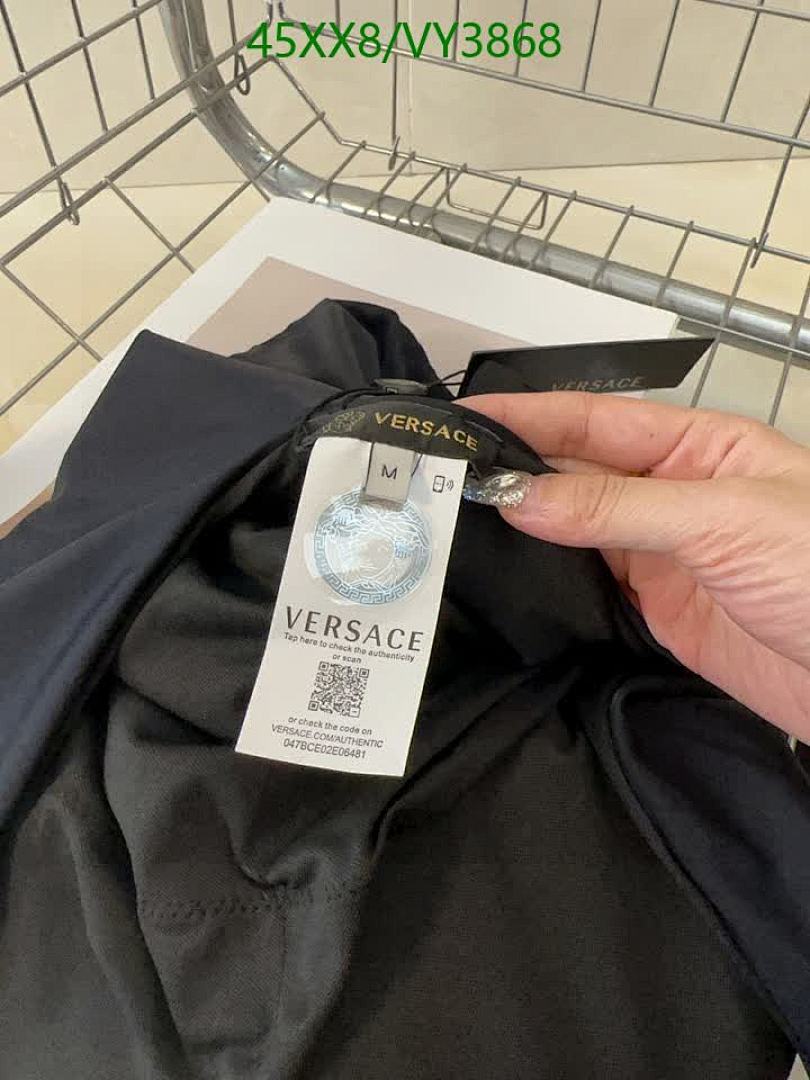 45XX8/VY3868
VERSACE
VERSACE
M
VERSACE
Tap here to check the authenticity
or scan
or check the code on
VERSACE.COM/AUTHENTIC
047BCE02E06481